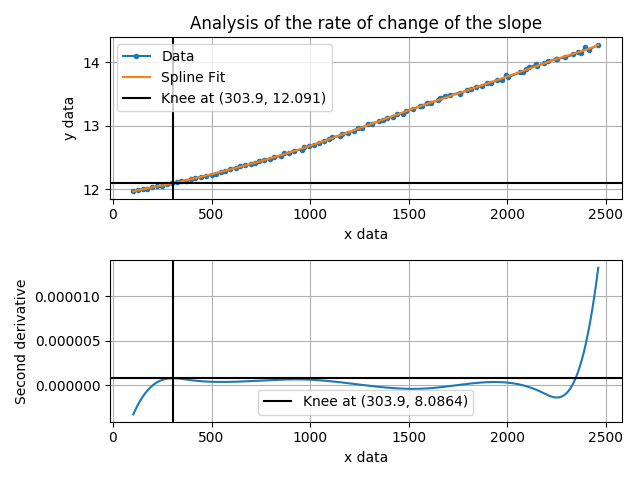 Analysis of the rate of change of the slope
Data
Spline Fit
Knee at (303.9, 12.091)
14
13
12
y data
0 500 1000 1500 2000 2500
x data
0.000010
0.000005
0.000000
Second derivative
Knee at (303.9, 8.0864)
0 500 1000 1500 2000 2500
x data